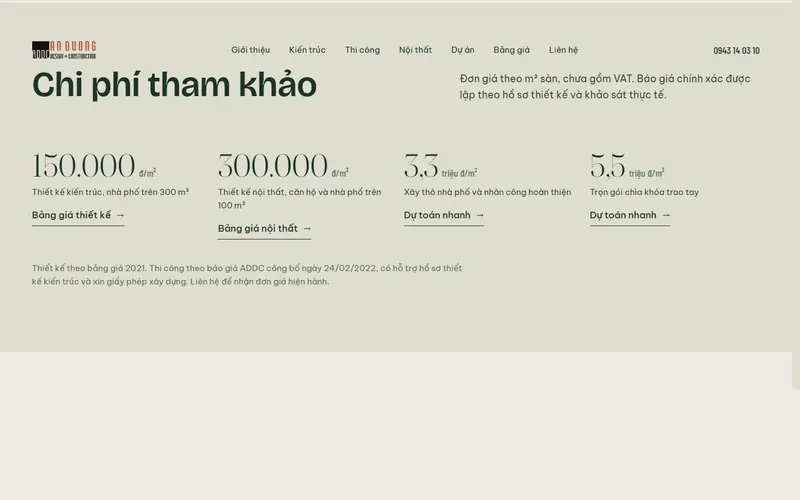 AN DUONG
ADDC DESIGN + CONSTRUCTION
Giới thiệu
Kiến trúc
Thi công
Nội thất
Dự án
Bảng giá
Liên hệ
0943 14 03 10
Chi phí tham khảo
Đơn giá theo m² sàn, chưa gồm VAT. Báo giá chính xác được
lập theo hồ sơ thiết kế và khảo sát thực tế.
150.000 đ/m²
Thiết kế kiến trúc, nhà phố trên 300 m²
Bảng giá thiết kế →
300.000 đ/m²
Thiết kế nội thất, căn hộ và nhà phố trên
100 m²
Bảng giá nội thất →
3,3 triệu đ/m²
Xây thô nhà phố và nhân công hoàn thiện
Dự toán nhanh →
5,5 triệu đ/m²
Trọn gói chìa khóa trao tay
Dự toán nhanh →
Thiết kế theo bảng giá 2021. Thi công theo báo giá ADDC công bố ngày 24/02/2022, có hỗ trợ hồ sơ thiết
kế kiến trúc và xin giấy phép xây dựng. Liên hệ để nhận đơn giá hiện hành.